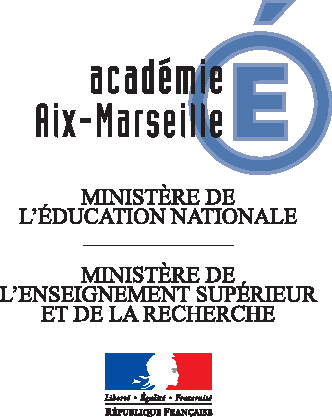 académie
Aix-Marseille
É
MINISTÈRE DE
L'ÉDUCATION NATIONALE
MINISTÈRE DE
L'ENSEIGNEMENT SUPÉRIEUR
ET DE LA RECHERCHE
Liberté • Égalité • Fraternité
RÉPUBLIQUE FRANÇAISE